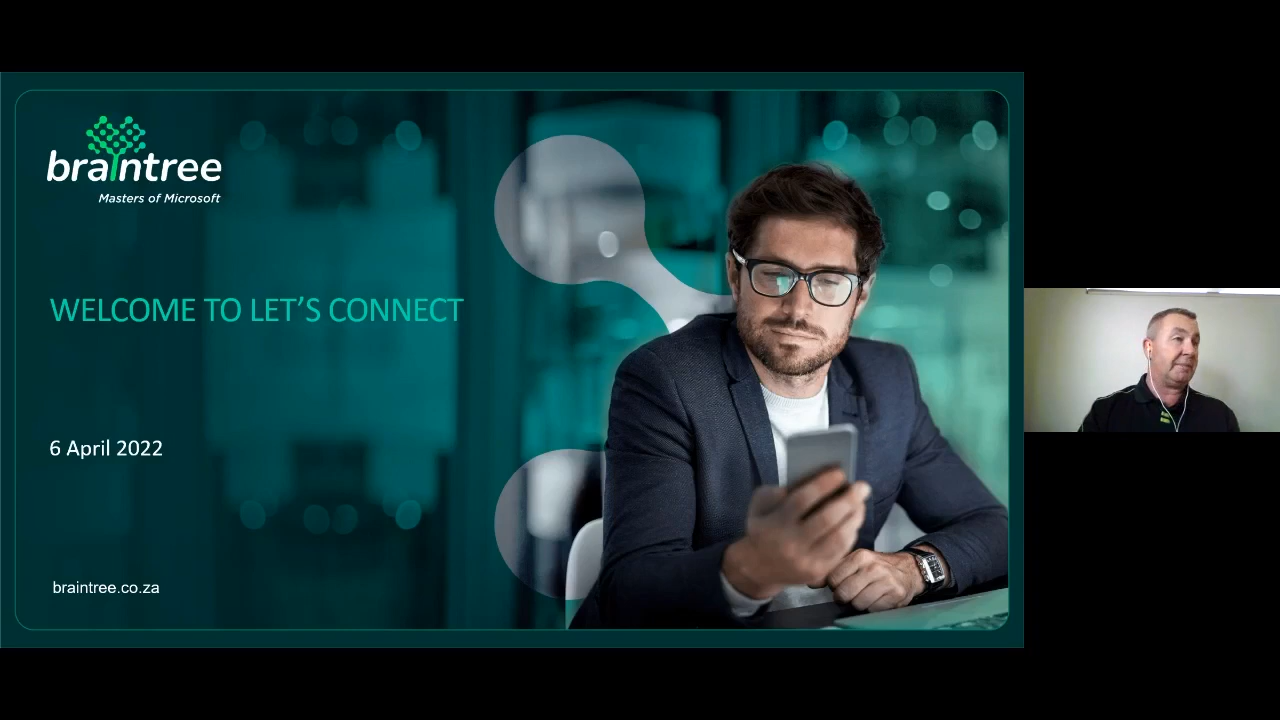 braintree
Masters of Microsoft
WELCOME TO LET'S CONNECT
6 April 2022
braintree.co.za